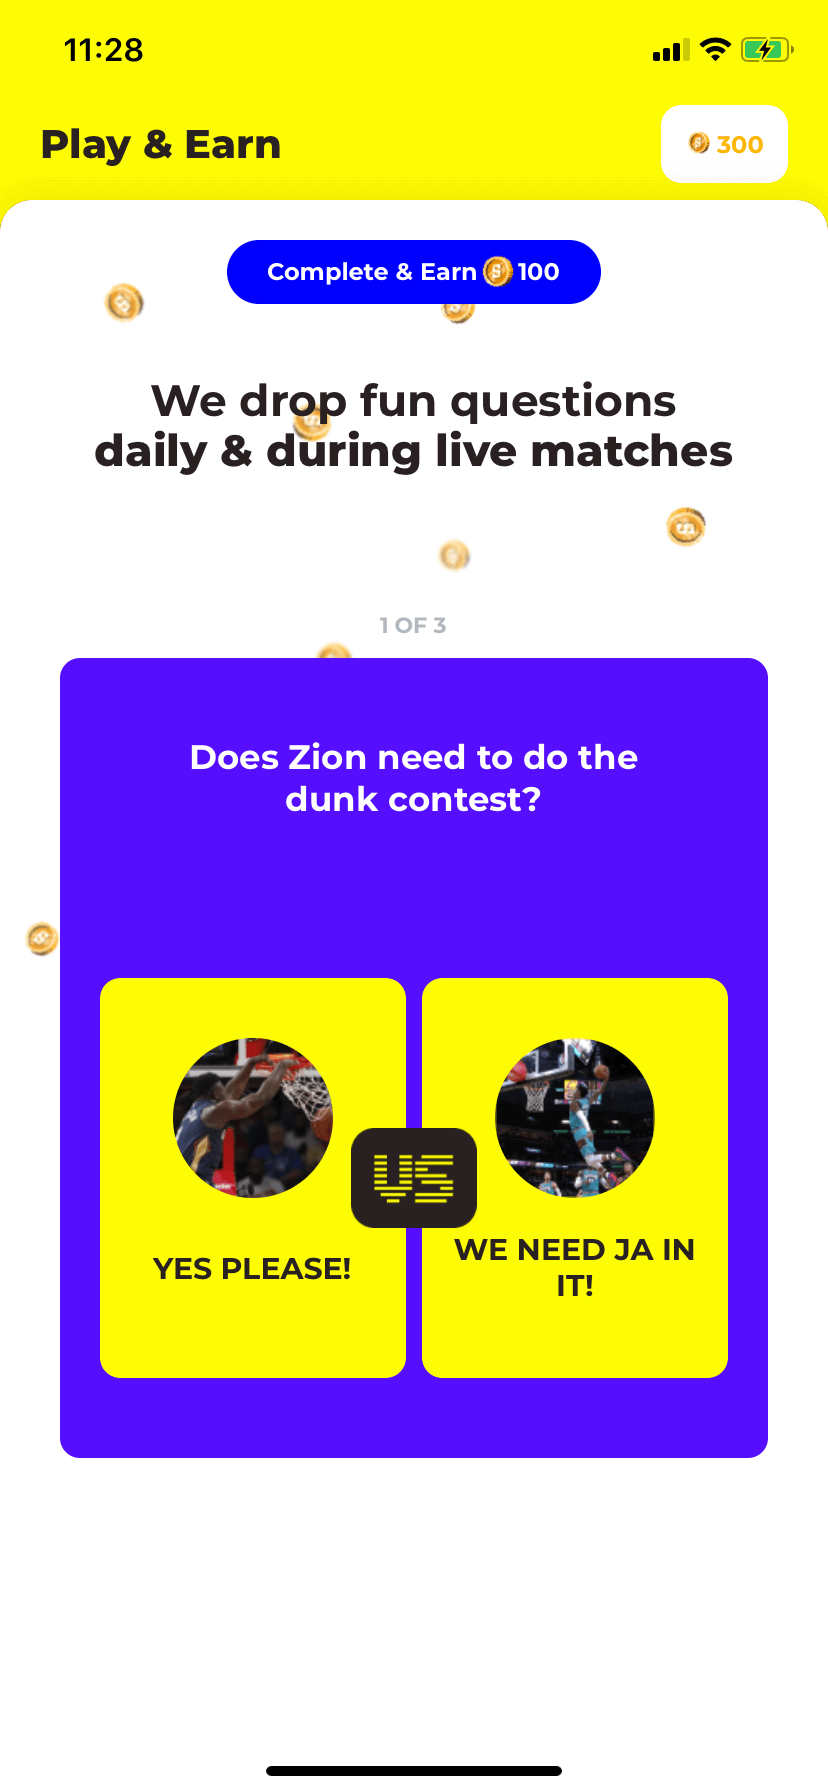 11:28
Play & Earn
300
Complete & Earn 100
We drop fun questions
daily & during live matches
1 OF 3
Does Zion need to do the
dunk contest?
YES PLEASE!
VS
WE NEED JA IN
IT!